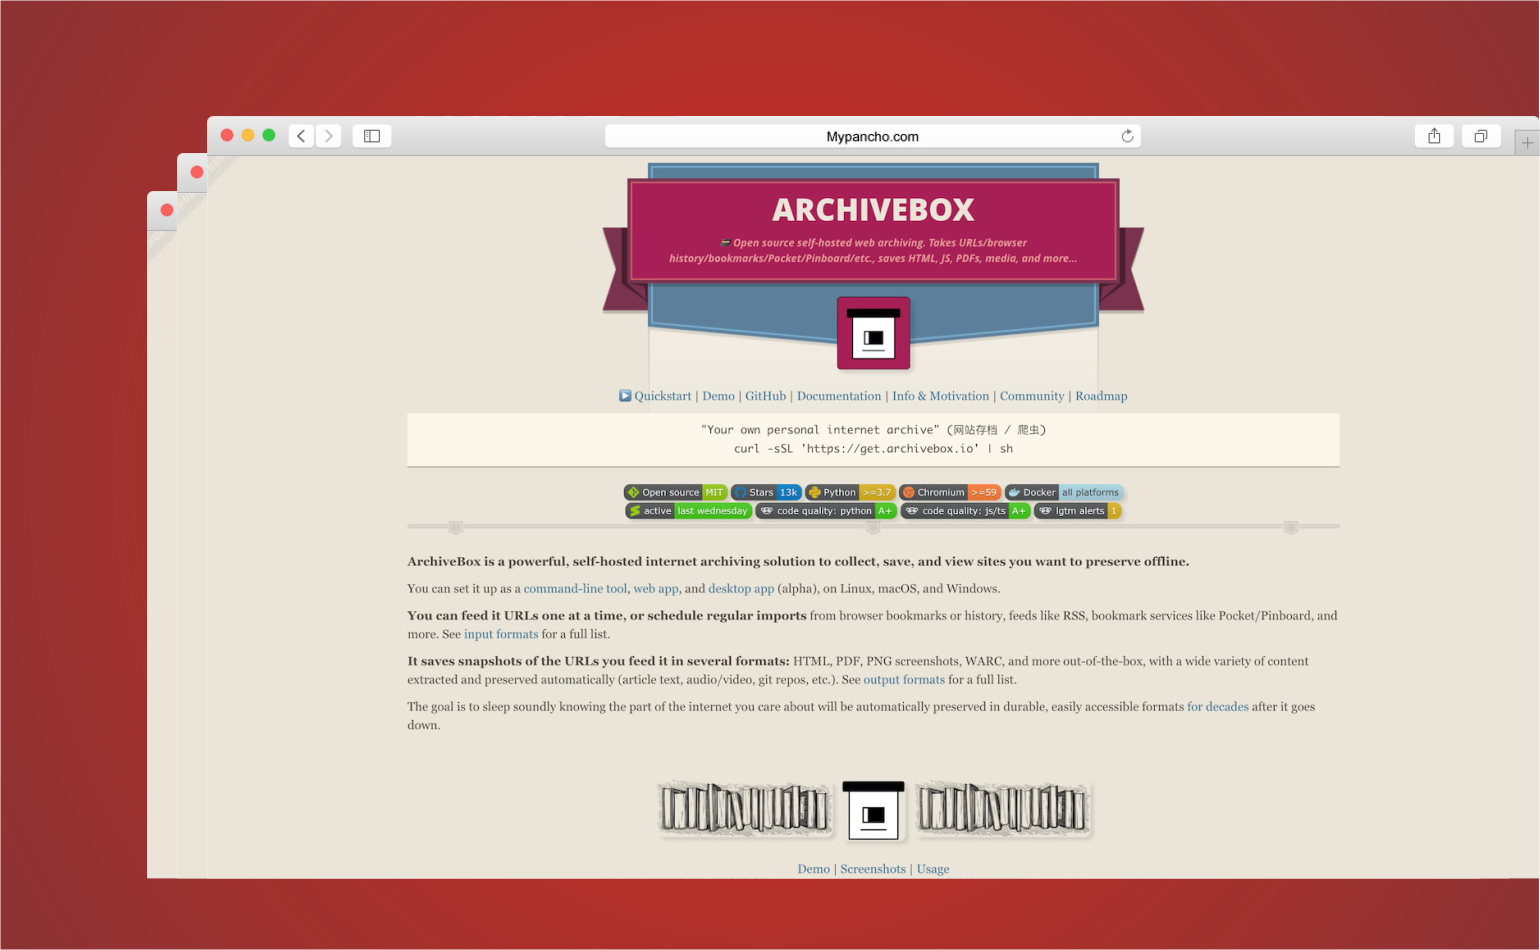 Mypancho.com
ARCHIVEBOX
Open source self-hosted web archiving. Takes URLs/browser
history/bookmarks/Pocket/Pinboard/etc., saves HTML, JS, PDFs, media, and more...
Quickstart | Demo | GitHub | Documentation | Info & Motivation | Community | Roadmap
"Your own personal internet archive" (网站存档 / 爬虫)
curl -sSL 'https://get.archivebox.io' | sh
Open source MIT Stars 13k Python >=3.7 Chromium >=59 Docker all platforms
active last wednesday code quality: python A+ code quality: js/ts A+ lgtm alerts 1
ArchiveBox is a powerful, self-hosted internet archiving solution to collect, save, and view sites you want to preserve offline.
You can set it up as a command-line tool, web app, and desktop app (alpha), on Linux, macOS, and Windows.
You can feed it URLs one at a time, or schedule regular imports from browser bookmarks or history, feeds like RSS, bookmark services like Pocket/Pinboard, and
more. See input formats for a full list.
It saves snapshots of the URLs you feed it in several formats: HTML, PDF, PNG screenshots, WARC, and more out-of-the-box, with a wide variety of content
extracted and preserved automatically (article text, audio/video, git repos, etc.). See output formats for a full list.
The goal is to sleep soundly knowing the part of the internet you care about will be automatically preserved in durable, easily accessible formats for decades after it goes
down.
Demo | Screenshots | Usage